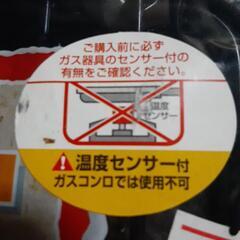 ご購入前に必ず
ガス器具のセンサー付の
有無をご確認ください。
温度
センサー
温度センサー付
ガスコンロでは使用不可